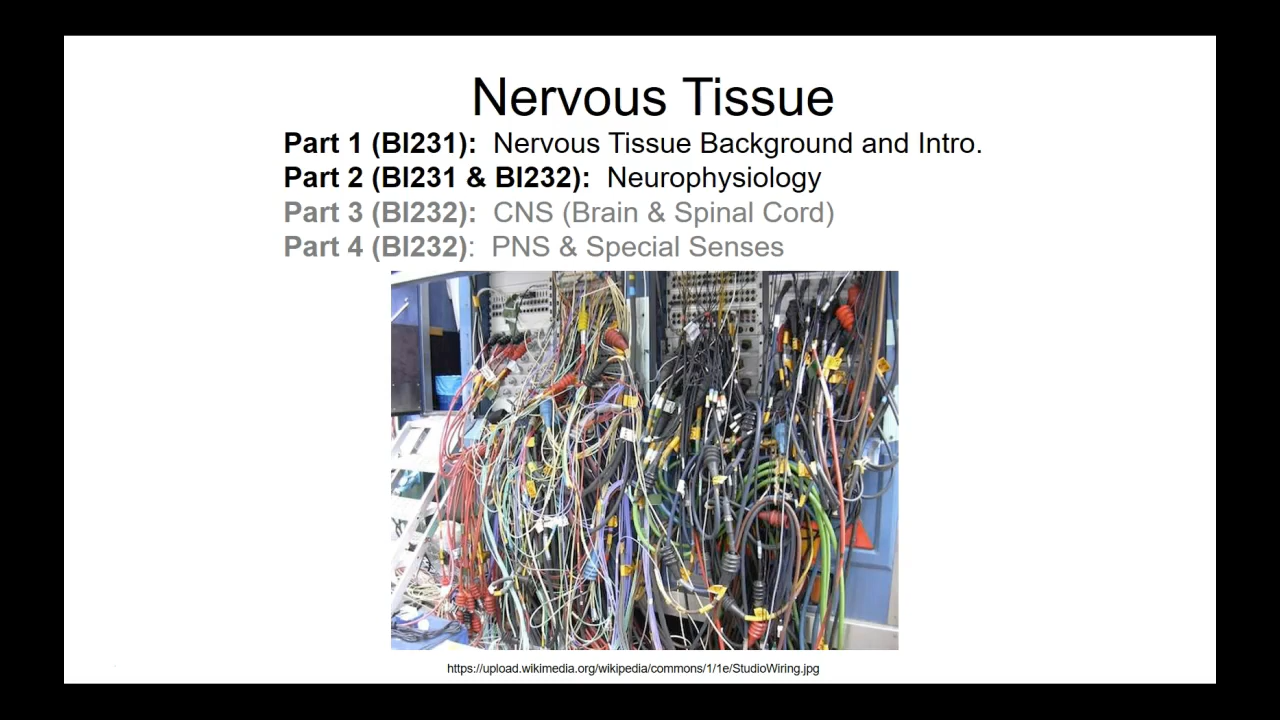 Nervous Tissue
Part 1 (BI231): Nervous Tissue Background and Intro.
Part 2 (BI231 & BI232): Neurophysiology
Part 3 (BI232): CNS (Brain & Spinal Cord)
Part 4 (BI232): PNS & Special Senses
https://upload.wikimedia.org/wikipedia/commons/1/1e/StudioWiring.jpg